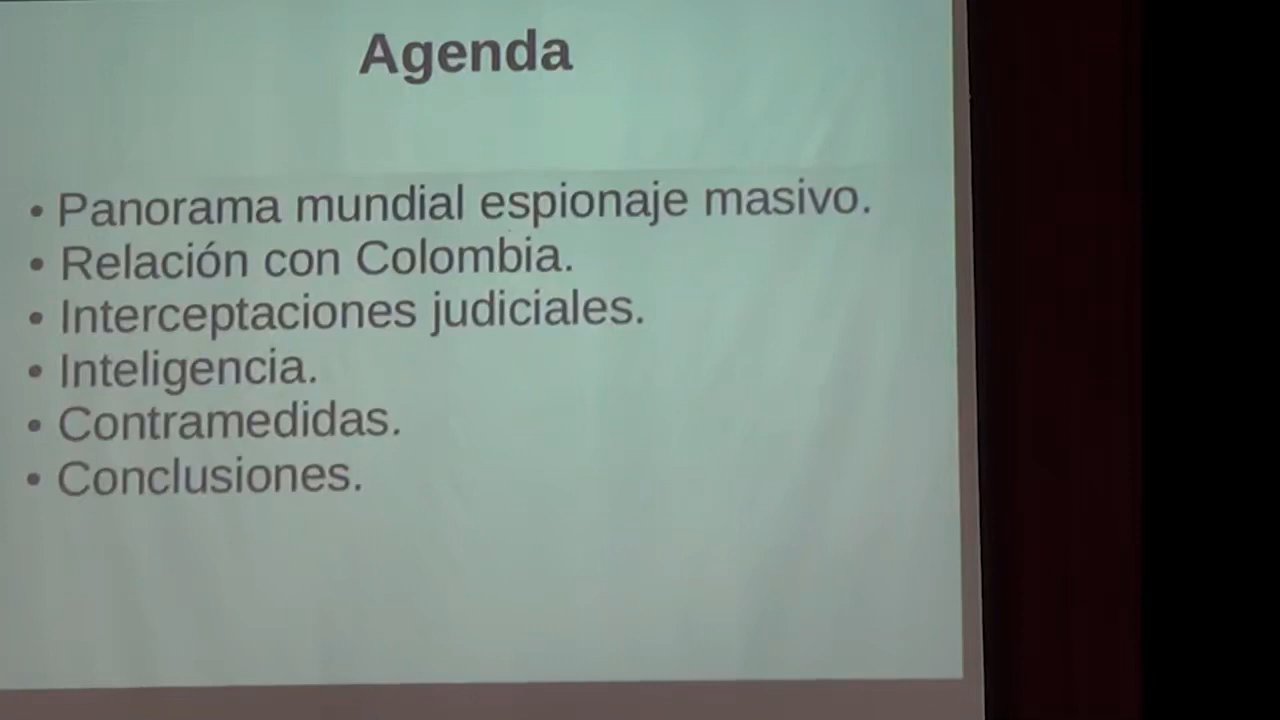 Agenda
• Panorama mundial espionaje masivo.
• Relación con Colombia.
• Interceptaciones judiciales.
• Inteligencia.
• Contramedidas.
• Conclusiones.